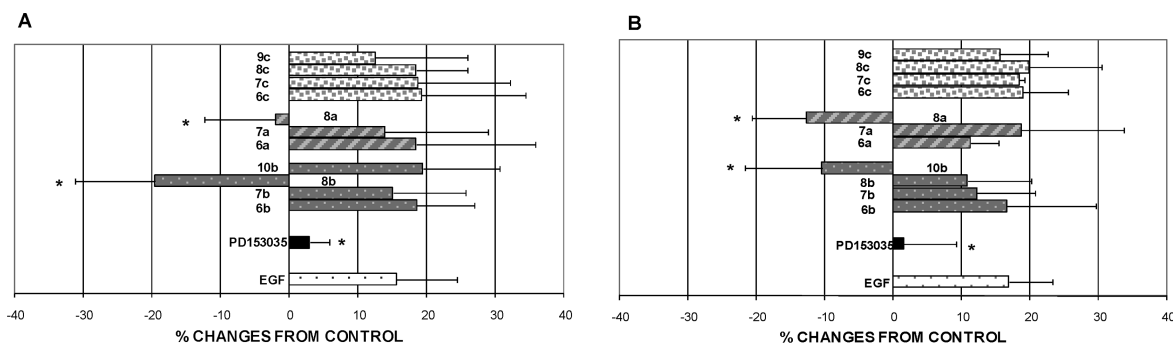 A
9c
8c
7c
6c
* 8a
7a
6a
10b
* 8b
7b
6b
PD153035 *
EGF
-40 -30 -20 -10 0 10 20 30 40
% CHANGES FROM CONTROL
B
9c
8c
7c
6c
* 8a
7a
6a
* 10b
8b
7b
6b
PD153035 *
EGF
-40 -30 -20 -10 0 10 20 30 40
% CHANGES FROM CONTROL